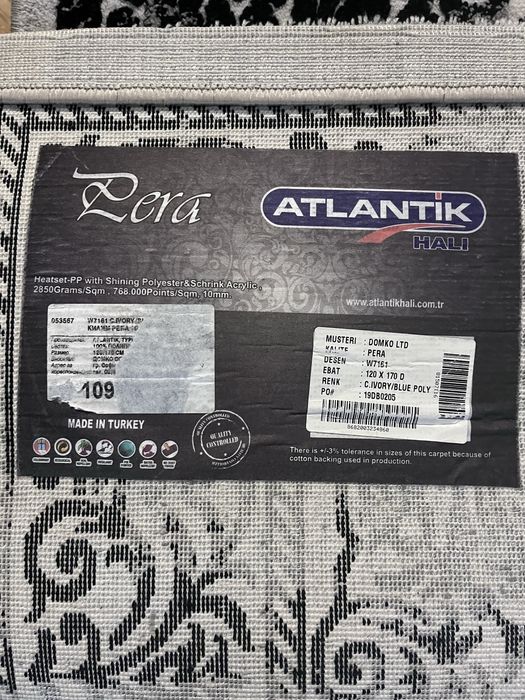 Pera
ATLANTİK
HALI
Heatset-PP with Shining Polyester&Schrink Acrylic,
2850Grams/Sqm , 768.000Points/Sqm, 10mm.
www.atlantikhali.com.tr
053567
W7161 C.IVORY/B/
КИЛИМ PERA
109
MUSTERI : DOMKO LTD
KALITE : PERA
DESEN : W7161
EBAT : 120 X 170 D
RENK : C.IVORY/BLUE POLY
PO# : 19DB0205
8682003234860
MADE IN TURKEY
QUALITY CONTROLLED
There is +/-3% tolerance in sizes of this carpet because of
cotton backing used in production.